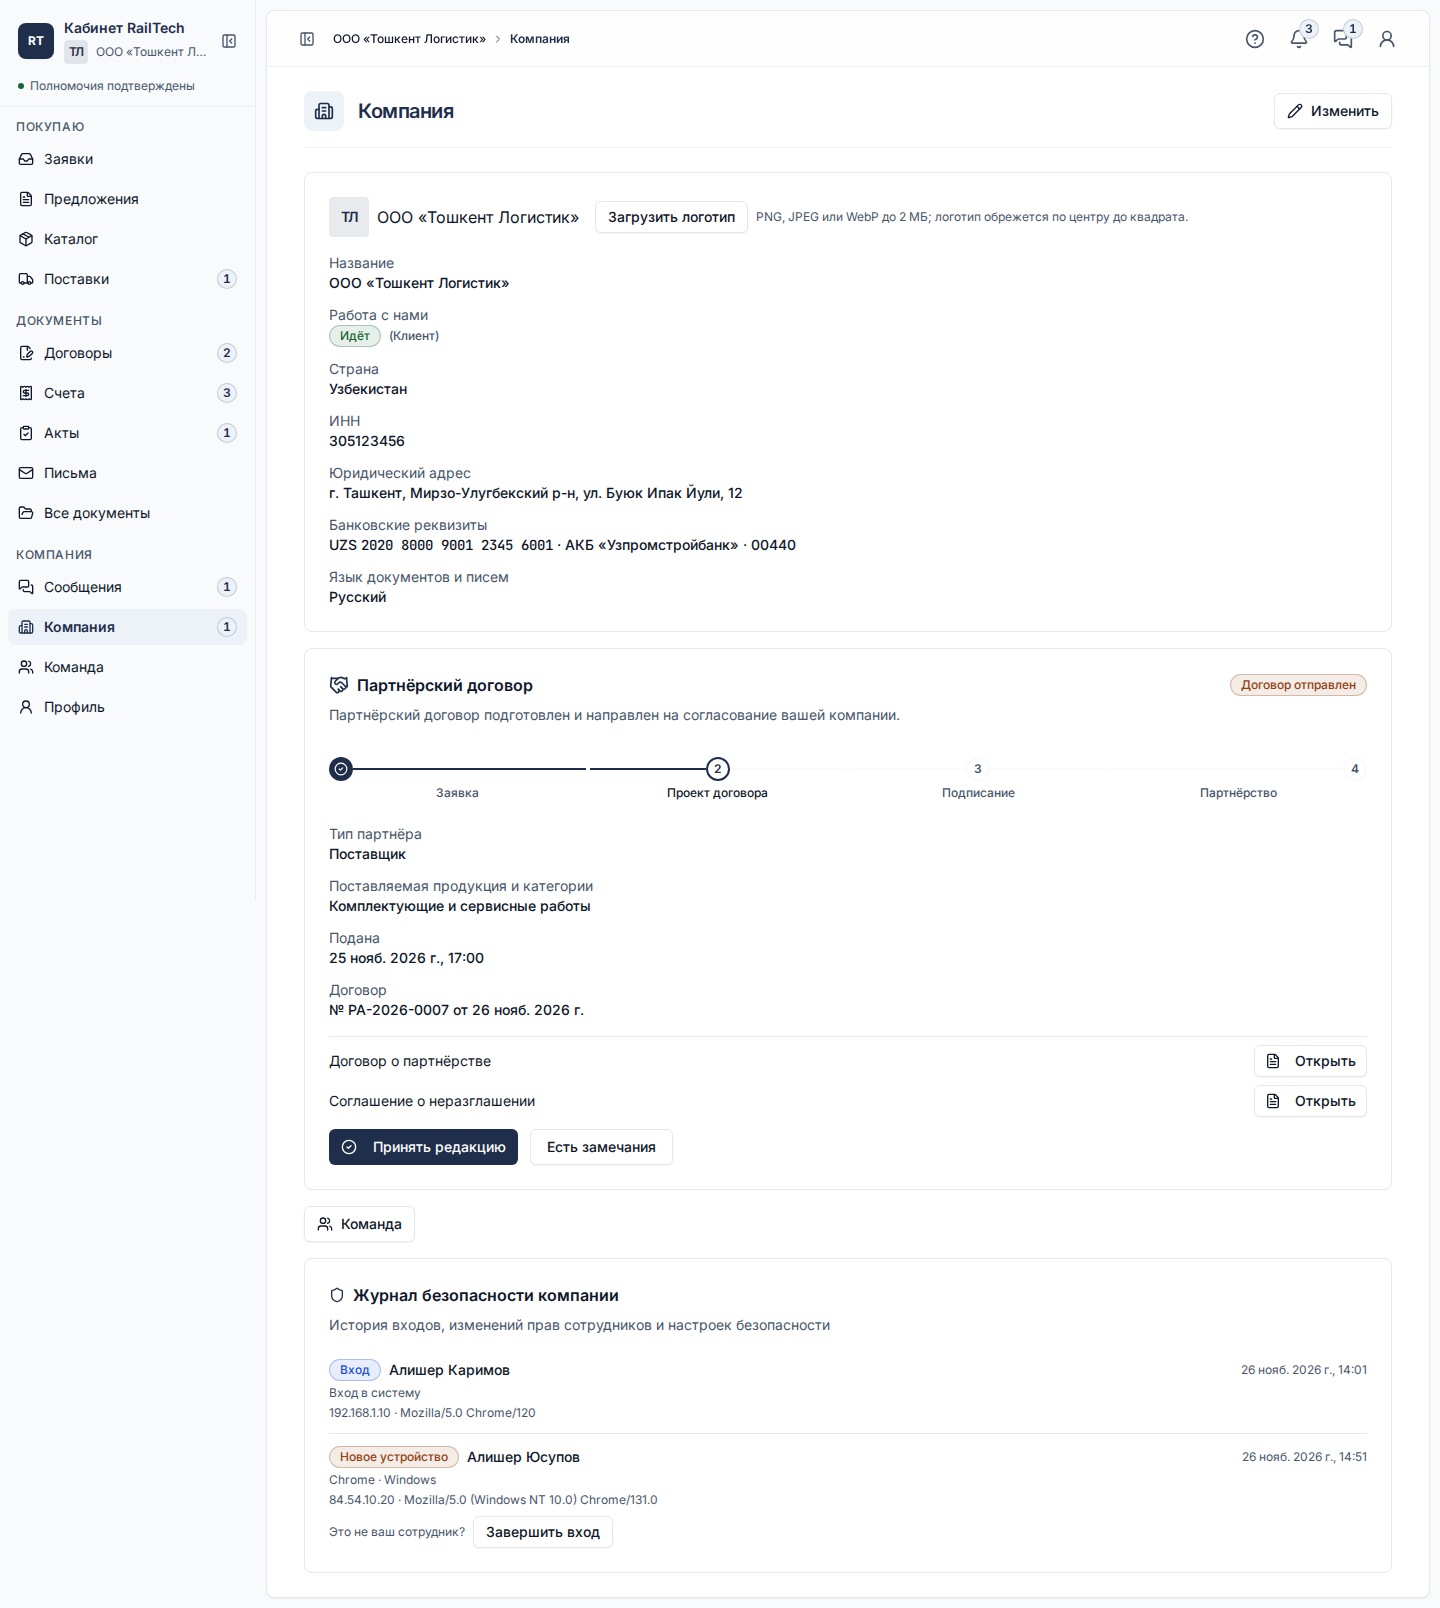 RT
Кабинет RailTech
ТЛ ООО «Тошкент Л...
Полномочия подтверждены
ПОКУПАЮ
Заявки
Предложения
Каталог
Поставки 1
ДОКУМЕНТЫ
Договоры 2
Счета 3
Акты 1
Письма
Все документы
КОМПАНИЯ
Сообщения 1
Компания 1
Команда
Профиль
ООО «Тошкент Логистик» > Компания
3 1
Компания
Изменить
ТЛ ООО «Тошкент Логистик» Загрузить логотип PNG, JPEG или WebP до 2 МБ; логотип обрежется по центру до квадрата.
Название
ООО «Тошкент Логистик»
Работа с нами
Идёт (Клиент)
Страна
Узбекистан
ИНН
305123456
Юридический адрес
г. Ташкент, Мирзо-Улугбекский р-н, ул. Буюк Ипак Йули, 12
Банковские реквизиты
UZS 2020 8000 9001 2345 6001 · АКБ «Узпромстройбанк» · 00440
Язык документов и писем
Русский
Партнёрский договор
Договор отправлен
Партнёрский договор подготовлен и направлен на согласование вашей компании.
2 3 4
Заявка Проект договора Подписание Партнёрство
Тип партнёра
Поставщик
Поставляемая продукция и категории
Комплектующие и сервисные работы
Подана
25 нояб. 2026 г., 17:00
Договор
№ PA-2026-0007 от 26 нояб. 2026 г.
Договор о партнёрстве Открыть
Соглашение о неразглашении Открыть
Принять редакцию Есть замечания
Команда
Журнал безопасности компании
История входов, изменений прав сотрудников и настроек безопасности
Вход Алишер Каримов 26 нояб. 2026 г., 14:01
Вход в систему
192.168.1.10 · Mozilla/5.0 Chrome/120
Новое устройство Алишер Юсупов 26 нояб. 2026 г., 14:51
Chrome · Windows
84.54.10.20 · Mozilla/5.0 (Windows NT 10.0) Chrome/131.0
Это не ваш сотрудник? Завершить вход